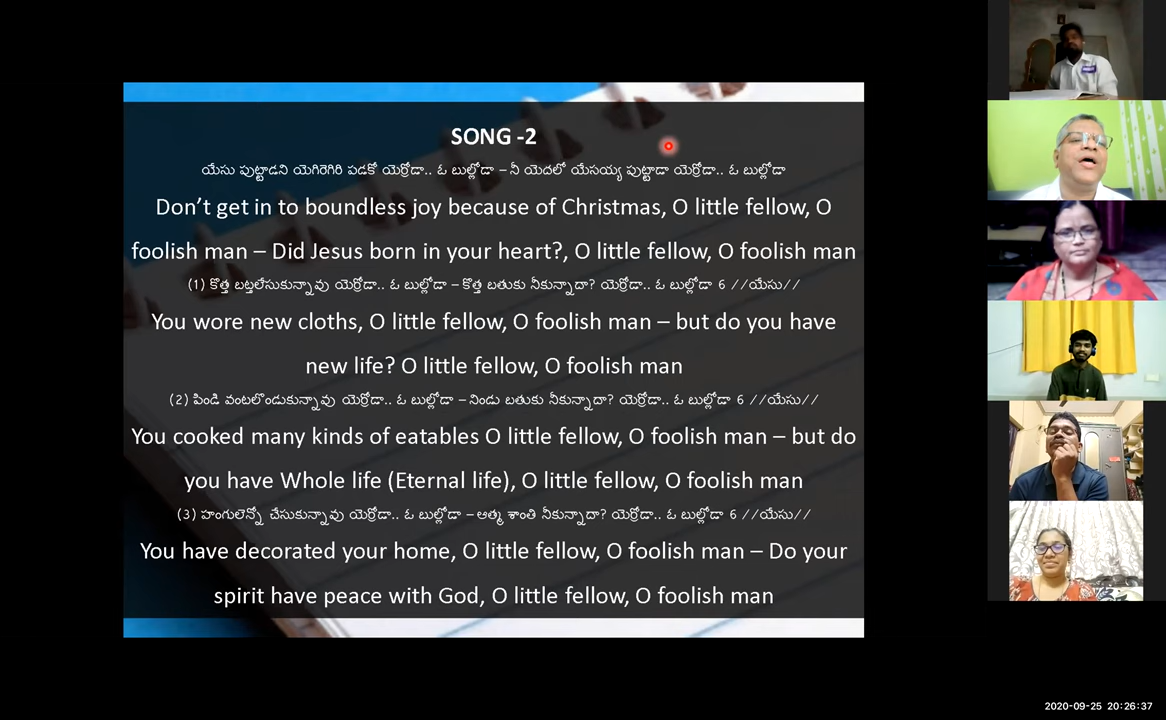 SONG -2
యేసు పుట్టాడని యెగిరెగిరి పడకో యెర్రోడా.. ఓ బుల్లోడా – నీ యెదలో యేసయ్య పుట్టాడా యెర్రోడా.. ఓ బుల్లోడా
Don’t get in to boundless joy because of Christmas, O little fellow, O
foolish man – Did Jesus born in your heart?, O little fellow, O foolish man
(1) కొత్త బట్టలేసుకున్నావు యెర్రోడా.. ఓ బుల్లోడా – కొత్త బతుకు నీకున్నాదా? యెర్రోడా.. ఓ బుల్లోడా 6 //యేసు//
You wore new cloths, O little fellow, O foolish man – but do you have
new life? O little fellow, O foolish man
(2) పిండి వంటలొండుకున్నావు యెర్రోడా.. ఓ బుల్లోడా – నిండు బతుకు నీకున్నాదా? యెర్రోడా.. ఓ బుల్లోడా 6 //యేసు//
You cooked many kinds of eatables O little fellow, O foolish man – but do
you have Whole life (Eternal life), O little fellow, O foolish man
(3) హంగులెన్నో చేసుకున్నావు యెర్రోడా.. ఓ బుల్లోడా – ఆత్మ శాంతి నీకున్నాదా? యెర్రోడా.. ఓ బుల్లోడా 6 //యేసు//
You have decorated your home, O little fellow, O foolish man – Do your
spirit have peace with God, O little fellow, O foolish man
2020-09-25 20:26:37